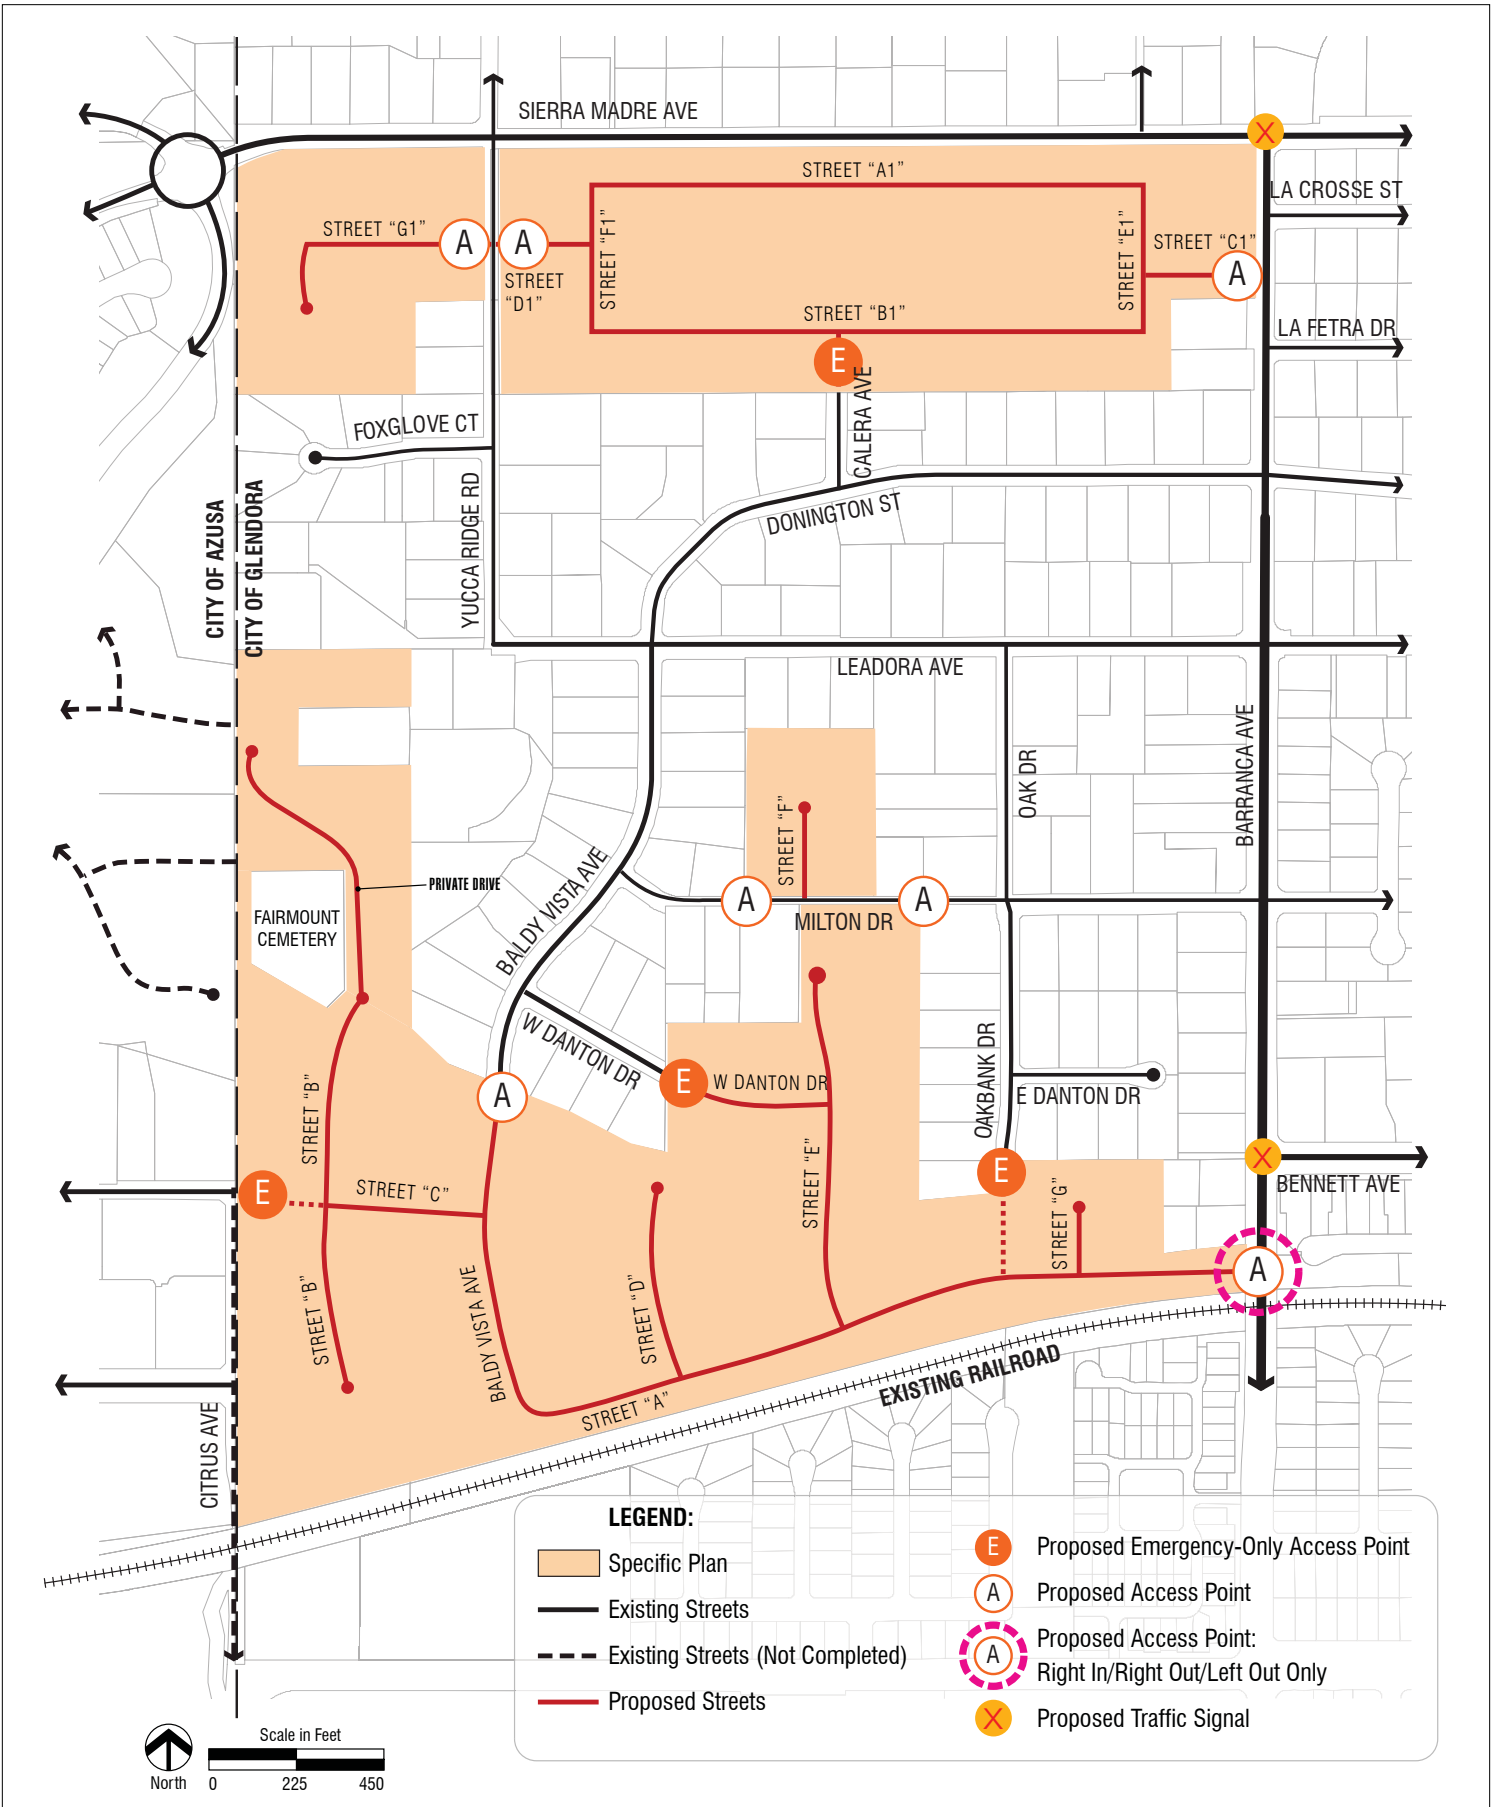 SIERRA MADRE AVE
X
STREET “A1”
LA CROSSE ST
STREET “G1”
A
A
STREET
“D1”
STREET “F1”
STREET “E1”
STREET “C1”
A
STREET “B1”
LA FETRA DR
E
CALERA AVE
FOXGLOVE CT
YUCCA RIDGE RD
DONINGTON ST
CITY OF AZUSA
CITY OF GLENDORA
LEADORA AVE
OAK DR
BARRANCA AVE
STREET “F”
BALDY VISTA AVE
PRIVATE DRIVE
A
A
MILTON DR
FAIRMOUNT
CEMETERY
W DANTON DR
E
W DANTON DR
OAKBANK DR
E DANTON DR
A
STREET “B”
STREET “E”
E
X
BENNETT AVE
E
STREET “C”
STREET “G”
A
STREET “B”
BALDY VISTA AVE
STREET “D”
STREET “A”
EXISTING RAILROAD
CITRUS AVE
LEGEND:
Specific Plan
Existing Streets
Existing Streets (Not Completed)
Proposed Streets
E
Proposed Emergency-Only Access Point
A
Proposed Access Point
A
Proposed Access Point:
Right In/Right Out/Left Out Only
X
Proposed Traffic Signal
Scale in Feet
North
0
225
450